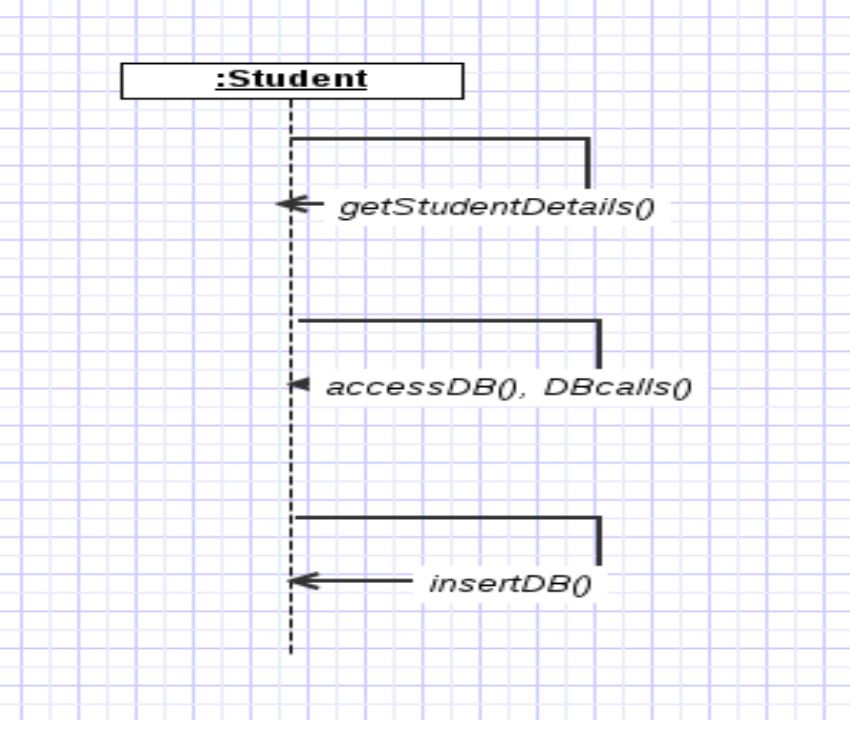 :Student
getStudentDetails()
accessDB(), DBcalls()
insertDB()